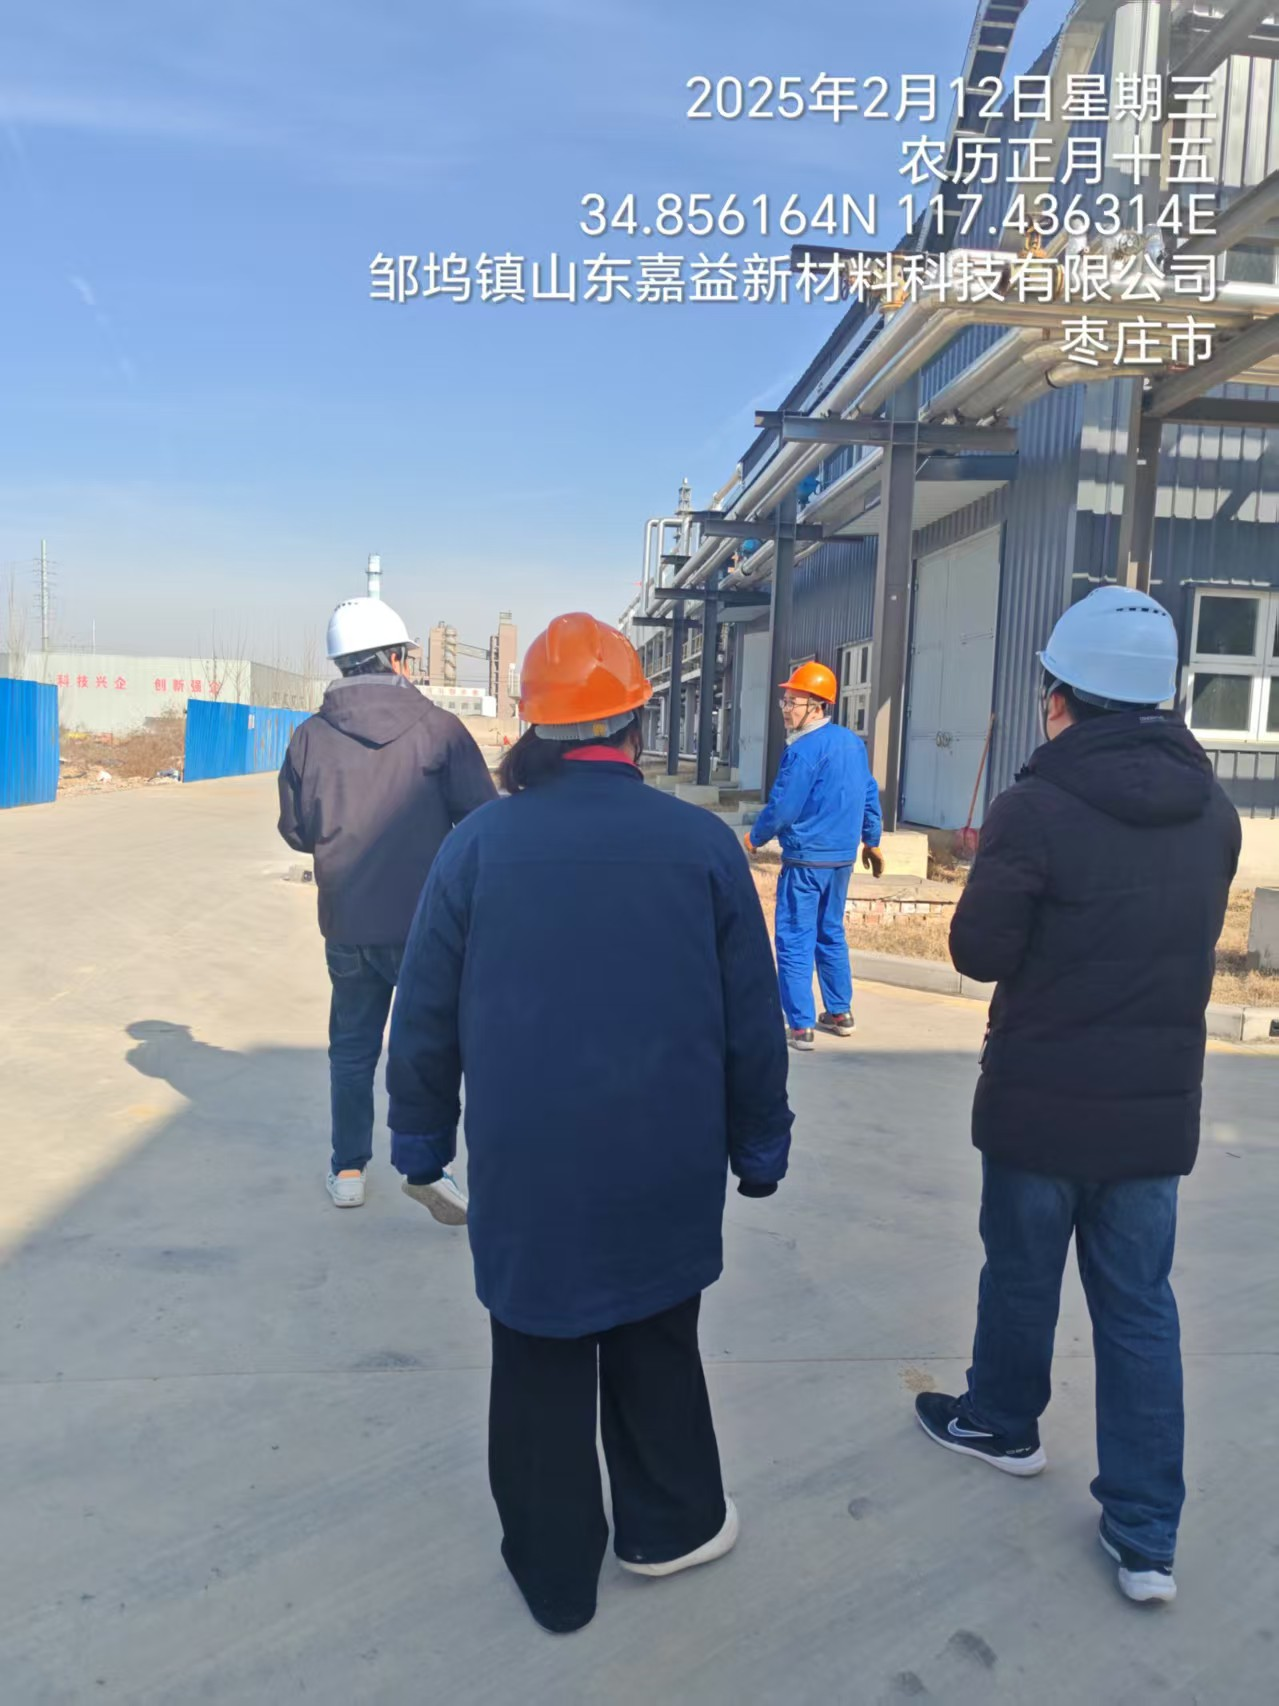 2025年2月12日星期三
农历正月十五
34.856164N 117.436314E
邹坞镇山东嘉益新材料科技有限公司
枣庄市
科技兴企 创新强企